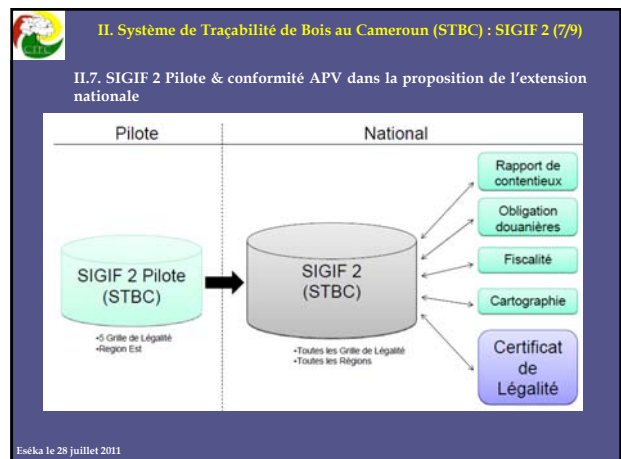 II. Système de Traçabilité de Bois au Cameroun (STBC) : SIGIF 2 (7/9)
II.7. SIGIF 2 Pilote & conformité APV dans la proposition de l’extension
nationale
Pilote
National
SIGIF 2 Pilote
(STBC)
•5 Grille de Légalité
•Region Est
SIGIF 2
(STBC)
•Toutes les Grille de Légalité
•Toutes les Régions
Rapport de
contentieux
Obligation
douanières
Fiscalité
Cartographie
Certificat
de
Légalité
Eséka le 28 juillet 2011